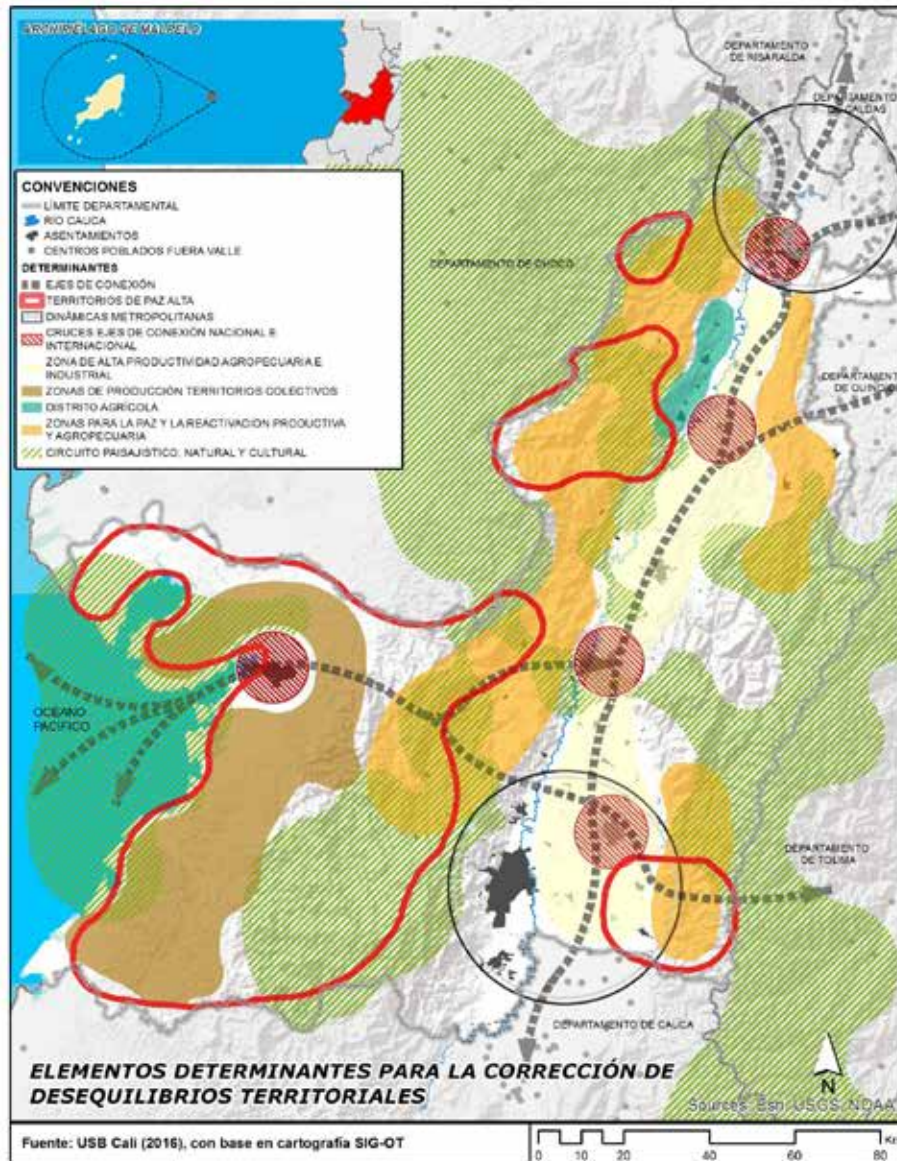 ARCHIPIÉLAGO DE MALPELO
DEPARTAMENTO
DE RISARALDA
DEPARTAMENTO
DE CALDAS
CONVENCIONES
LÍMITE DEPARTAMENTAL
RÍO CAUCA
ASENTAMIENTOS
CENTROS POBLADOS FUERA VALLE
DETERMINANTES
EJES DE CONEXIÓN
TERRITORIOS DE PAZ ALTA
DINÁMICAS METROPOLITANAS
CRUCES EJES DE CONEXIÓN NACIONAL E
INTERNACIONAL
ZONA DE ALTA PRODUCTIVIDAD AGROPECUARIA E
INDUSTRIAL
ZONAS DE PRODUCCIÓN TERRITORIOS COLECTIVOS
DISTRITO AGRÍCOLA
ZONAS PARA LA PAZ Y LA REACTIVACIÓN PRODUCTIVA
Y AGROPECUARIA
CIRCUITO PAISAJÍSTICO, NATURAL Y CULTURAL
DEPARTAMENTO DE CHOCÓ
DEPARTAMENTO
DE QUINDÍO
OCEANO
PACÍFICO
DEPARTAMENTO
DE TOLIMA
DEPARTAMENTO DE CAUCA
ELEMENTOS DETERMINANTES PARA LA CORRECCIÓN DE
DESEQUILIBRIOS TERRITORIALES
N
Sources: Esri, USGS, NOAA
Fuente: USB Cali (2016), con base en cartografía SIG-OT
0 10 20 40 60 80